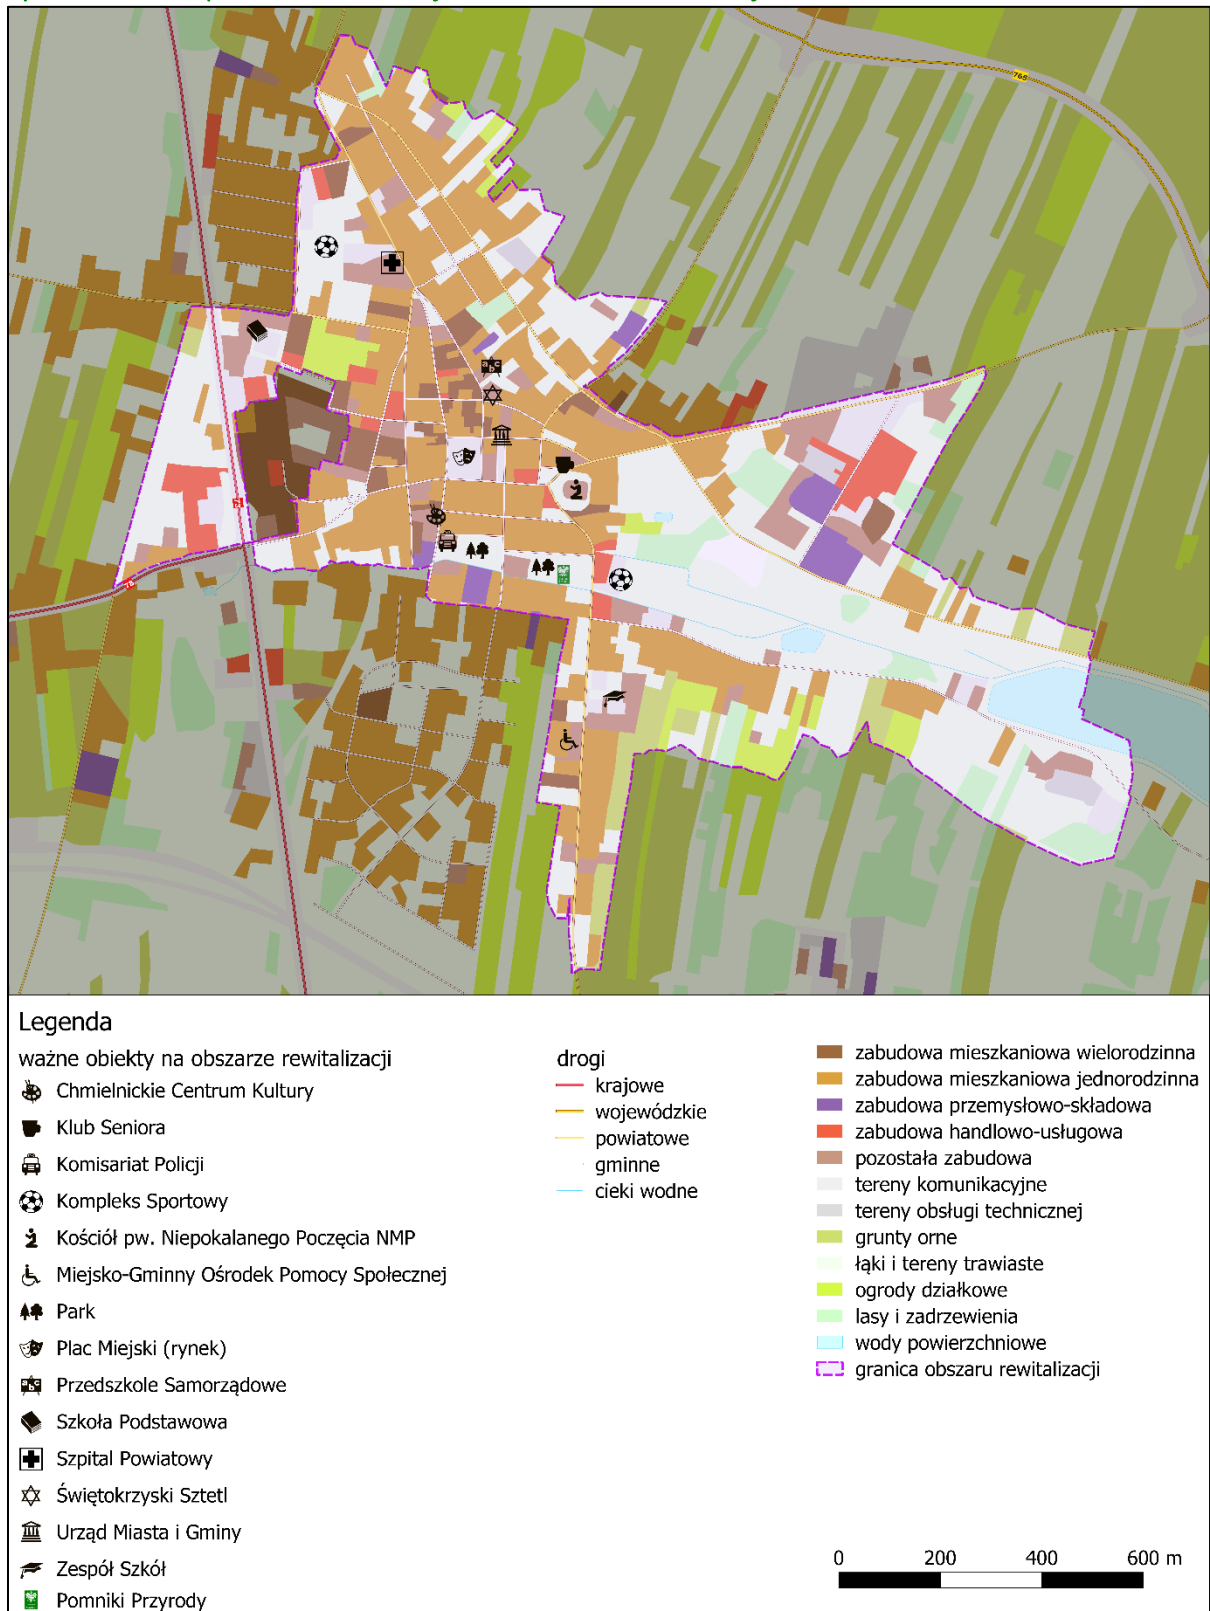 765
S
78
Legenda
ważne obiekty na obszarze rewitalizacji
Chmielnickie Centrum Kultury
Klub Seniora
Komisariat Policji
Kompleks Sportowy
Kościół pw. Niepokalanego Poczęcia NMP
Miejsko-Gminny Ośrodek Pomocy Społecznej
Park
Plac Miejski (rynek)
Przedszkole Samorządowe
Szkoła Podstawowa
Szpital Powiatowy
Świętokrzyski Sztetl
Urząd Miasta i Gminy
Zespół Szkół
Pomniki Przyrody
drogi
krajowe
wojewódzkie
powiatowe
gminne
cieki wodne
zabudowa mieszkaniowa wielorodzinna
zabudowa mieszkaniowa jednorodzinna
zabudowa przemysłowo-składowa
zabudowa handlowo-usługowa
pozostała zabudowa
tereny komunikacyjne
tereny obsługi technicznej
grunty orne
łąki i tereny trawiaste
ogrody działkowe
lasy i zadrzewienia
wody powierzchniowe
granica obszaru rewitalizacji
0 200 400 600 m